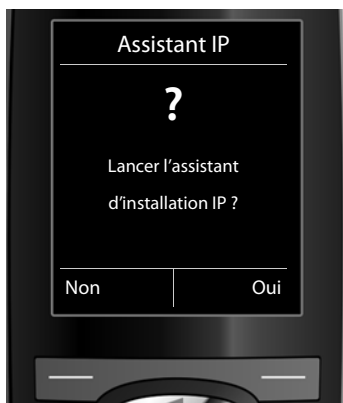 Assistant IP
?
Lancer l'assistant
d'installation IP ?
Non Oui